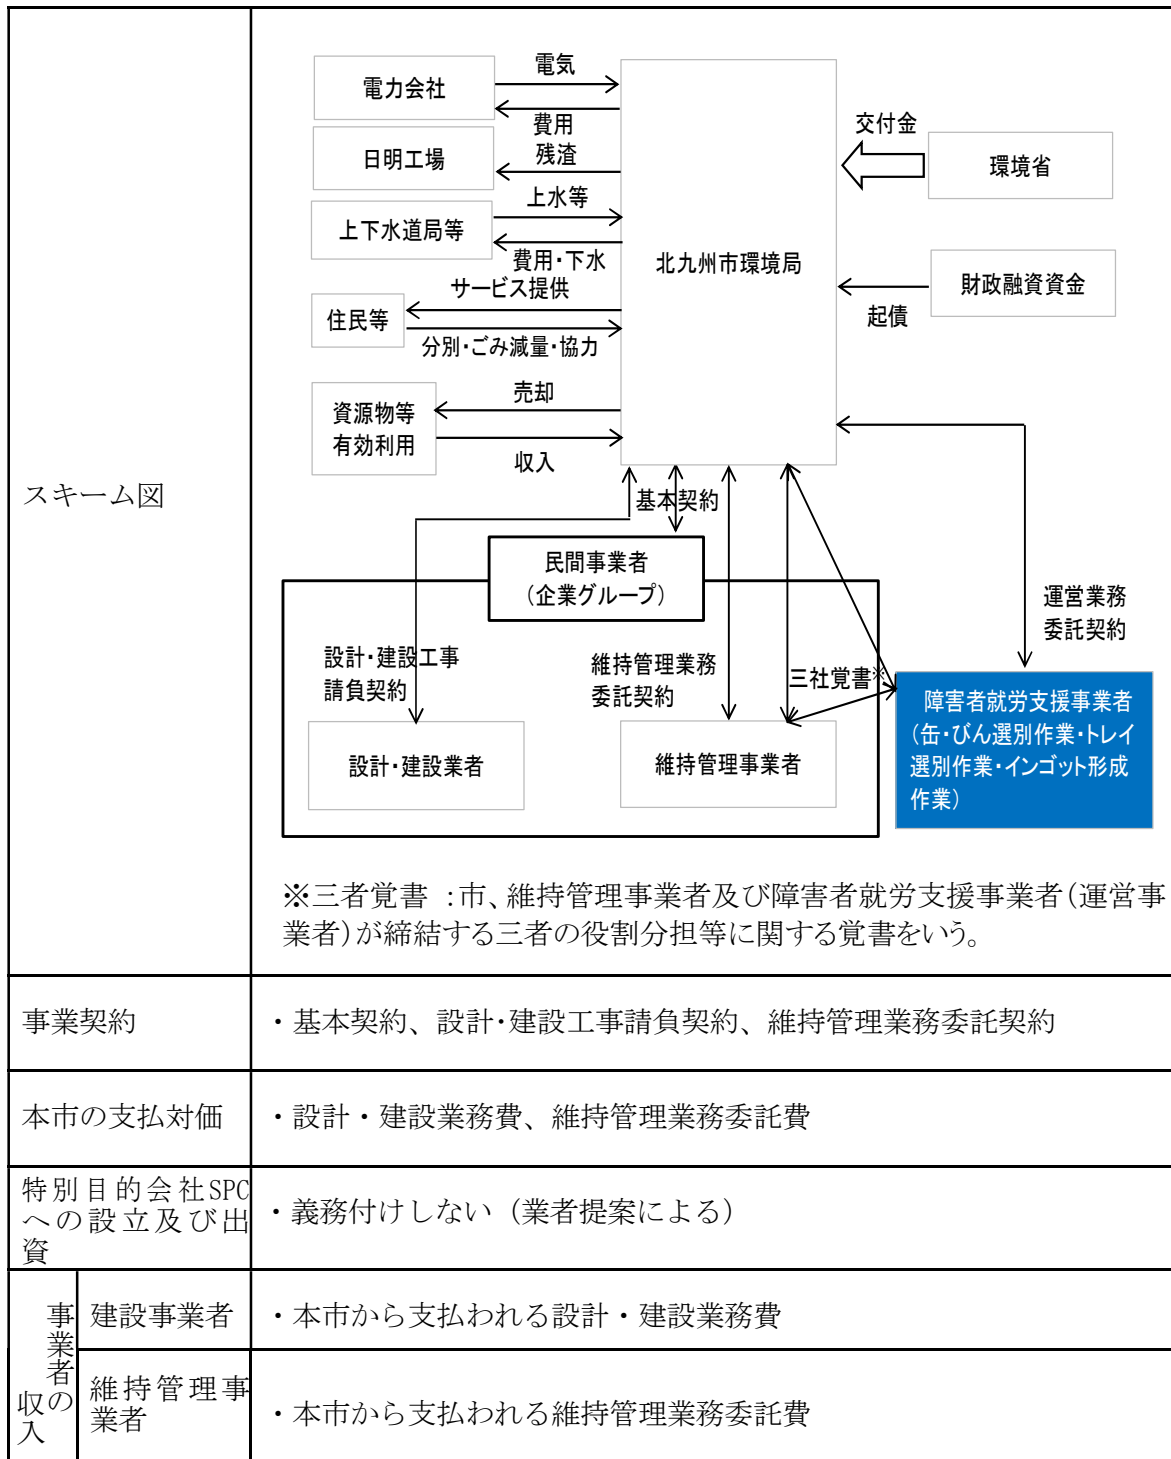 スキーム図
電力会社
電気
費用
日明工場
残渣
上下水道局等
上水等
費用・下水
住民等
サービス提供
分別・ごみ減量・協力
資源物等
有効利用
売却
収入
北九州市環境局
交付金
環境省
財政融資資金
起債
基本契約
民間事業者
（企業グループ）
設計・建設工事
請負契約
維持管理業務
委託契約
三社覚書※
運営業務
委託契約
設計・建設業者
維持管理事業者
障害者就労支援事業者
（缶・びん選別作業・トレイ
選別作業・インゴット形成
作業）
※三者覚書 ：市、維持管理事業者及び障害者就労支援事業者（運営事
業者）が締結する三者の役割分担等に関する覚書をいう。
事業契約
・基本契約、設計・建設工事請負契約、維持管理業務委託契約
本市の支払対価
・設計・建設業務費、維持管理業務委託費
特別目的会社SPC
への設立及び出
資
・義務付けしない（業者提案による）
事業者の
収入
建設事業者
・本市から支払われる設計・建設業務費
維持管理事
業者
・本市から支払われる維持管理業務委託費